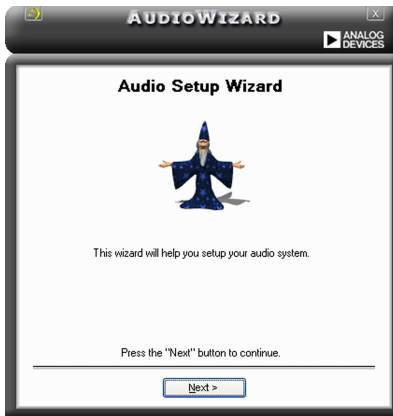 AUDIOWIZARD
X
ANALOG
DEVICES
Audio Setup Wizard
This wizard will help you setup your audio system.
Press the "Next" button to continue.
Next >